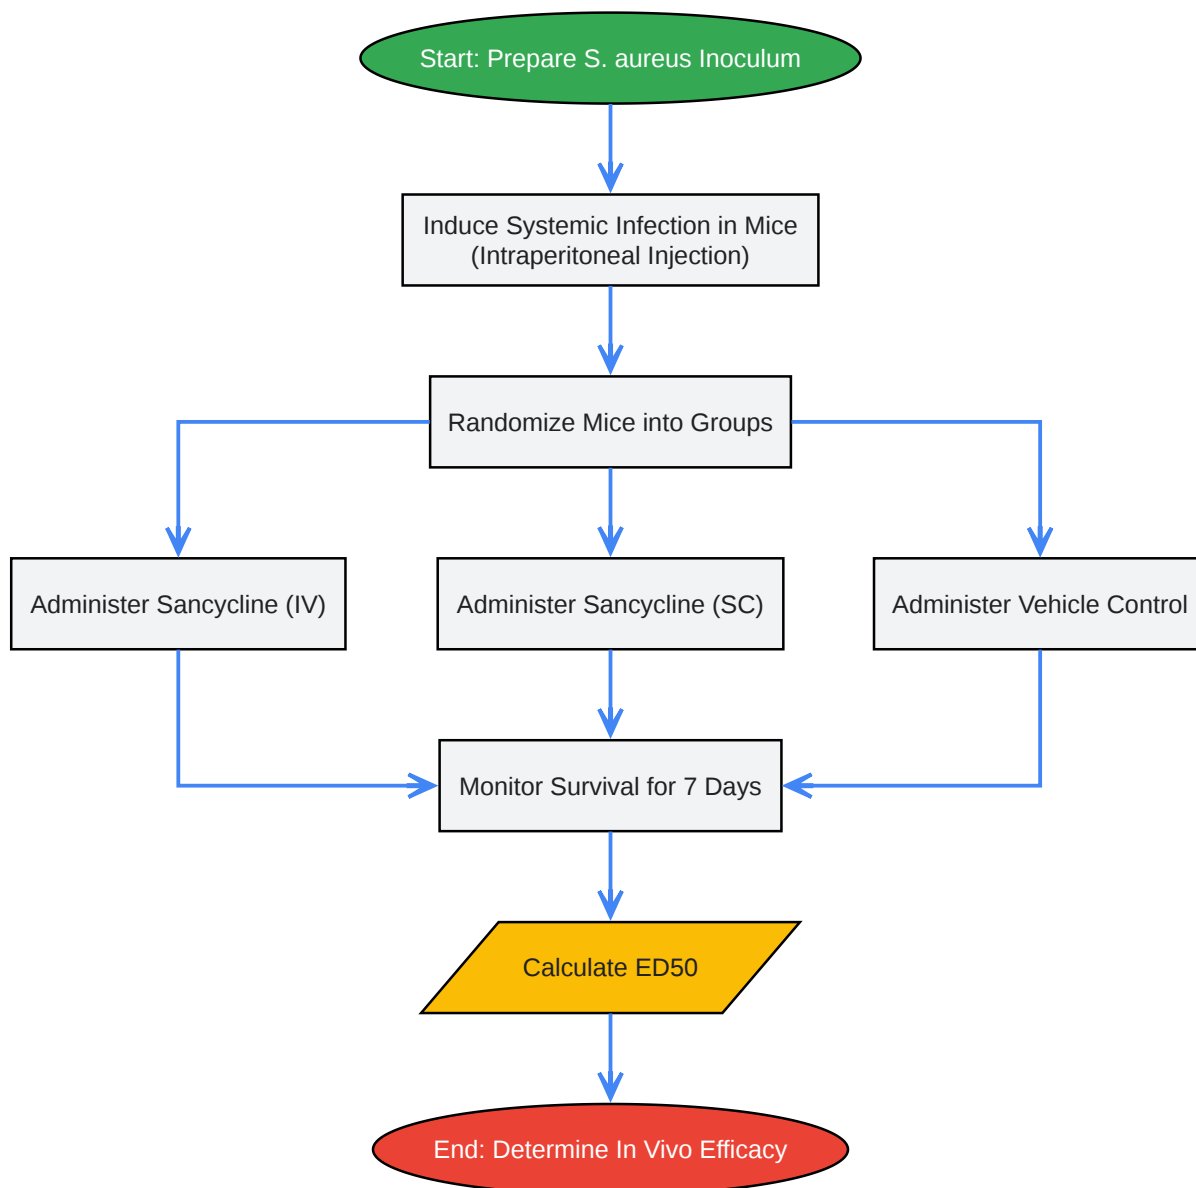 Start: Prepare S. aureus Inoculum
Induce Systemic Infection in Mice
(Intraperitoneal Injection)
Randomize Mice into Groups
Administer Sancycline (IV)
Administer Sancycline (SC)
Administer Vehicle Control
Monitor Survival for 7 Days
Calculate ED50
End: Determine In Vivo Efficacy